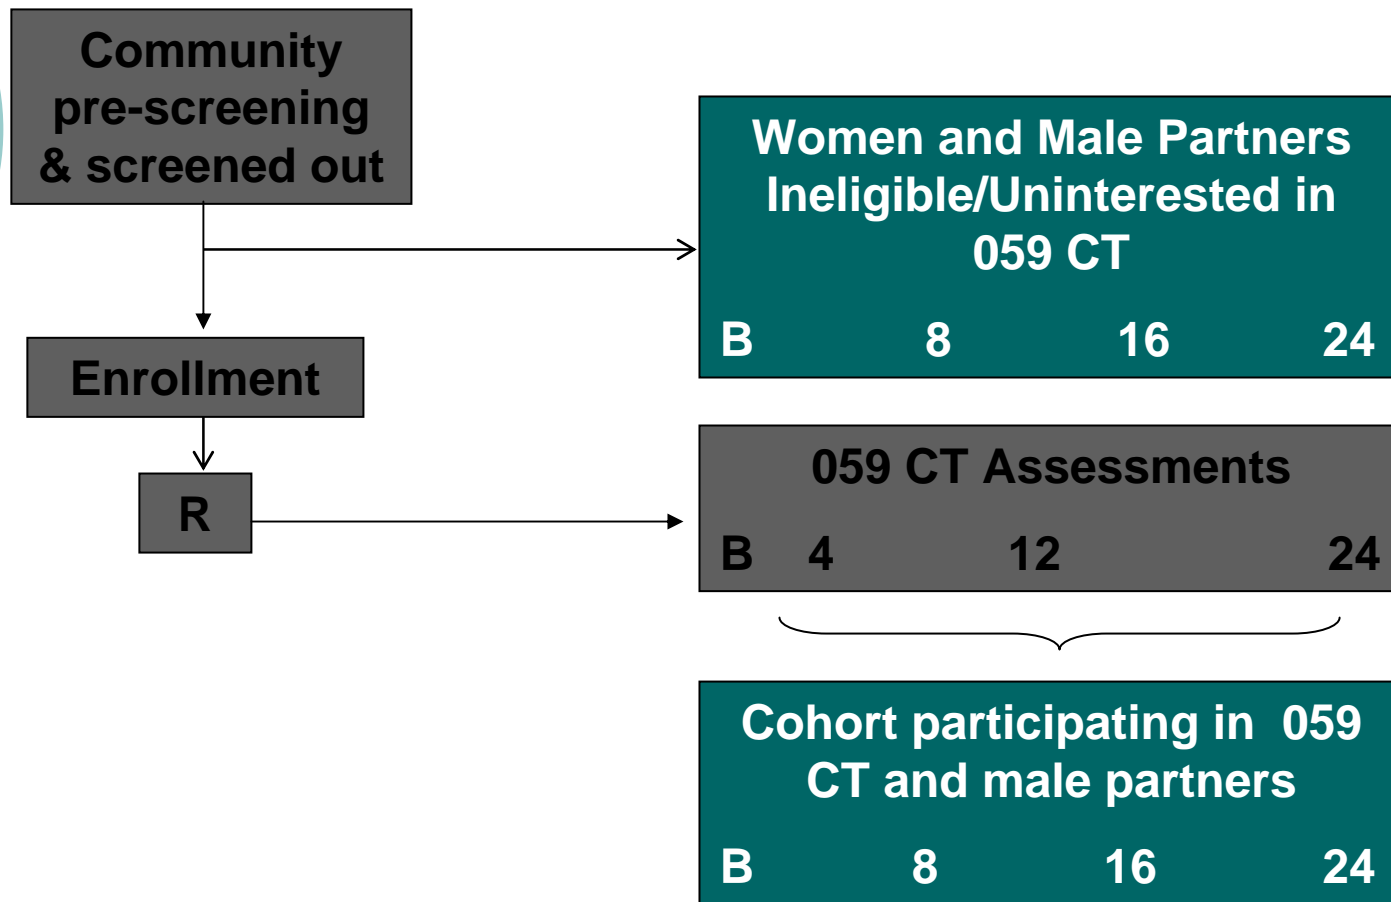 Community
pre-screening
& screened out
Women and Male Partners
Ineligible/Uninterested in
059 CT
B 8 16 24
Enrollment
R
059 CT Assessments
B 4 12 24
Cohort participating in 059
CT and male partners
B 8 16 24